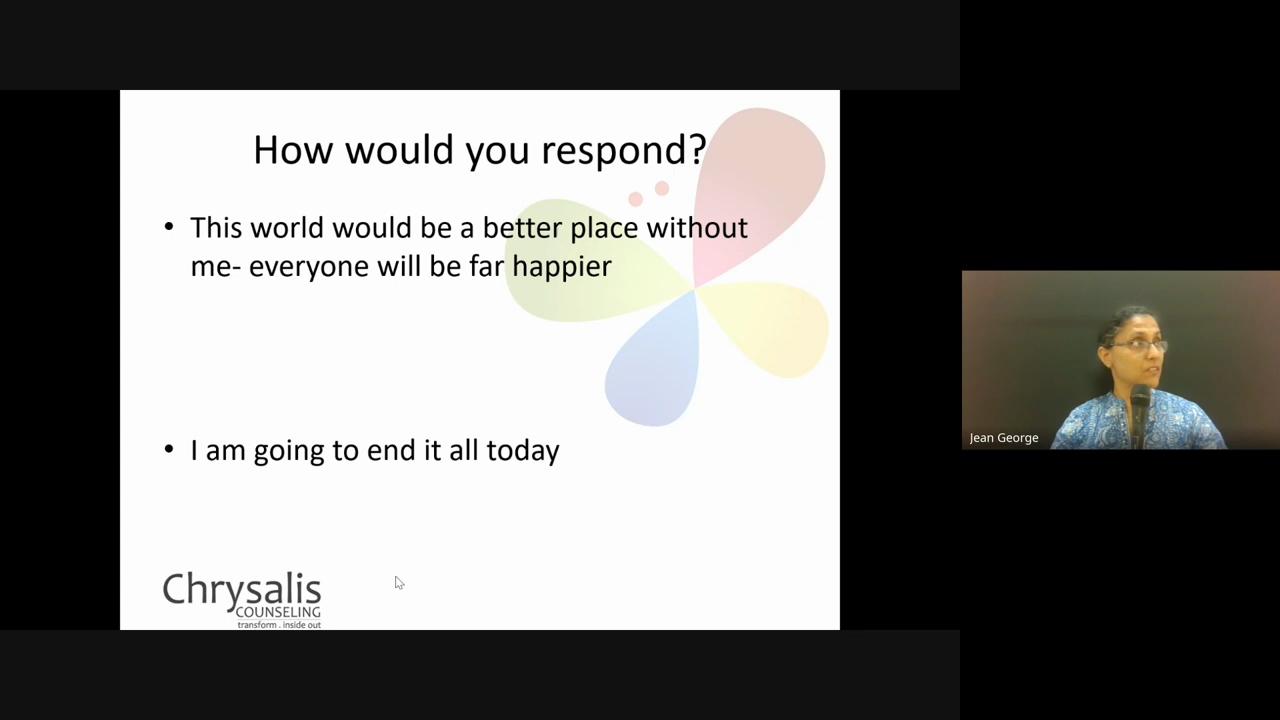 How would you respond?
• This world would be a better place without
me- everyone will be far happier
• I am going to end it all today
Chrysalis
COUNSELING
transform . inside out
Jean George